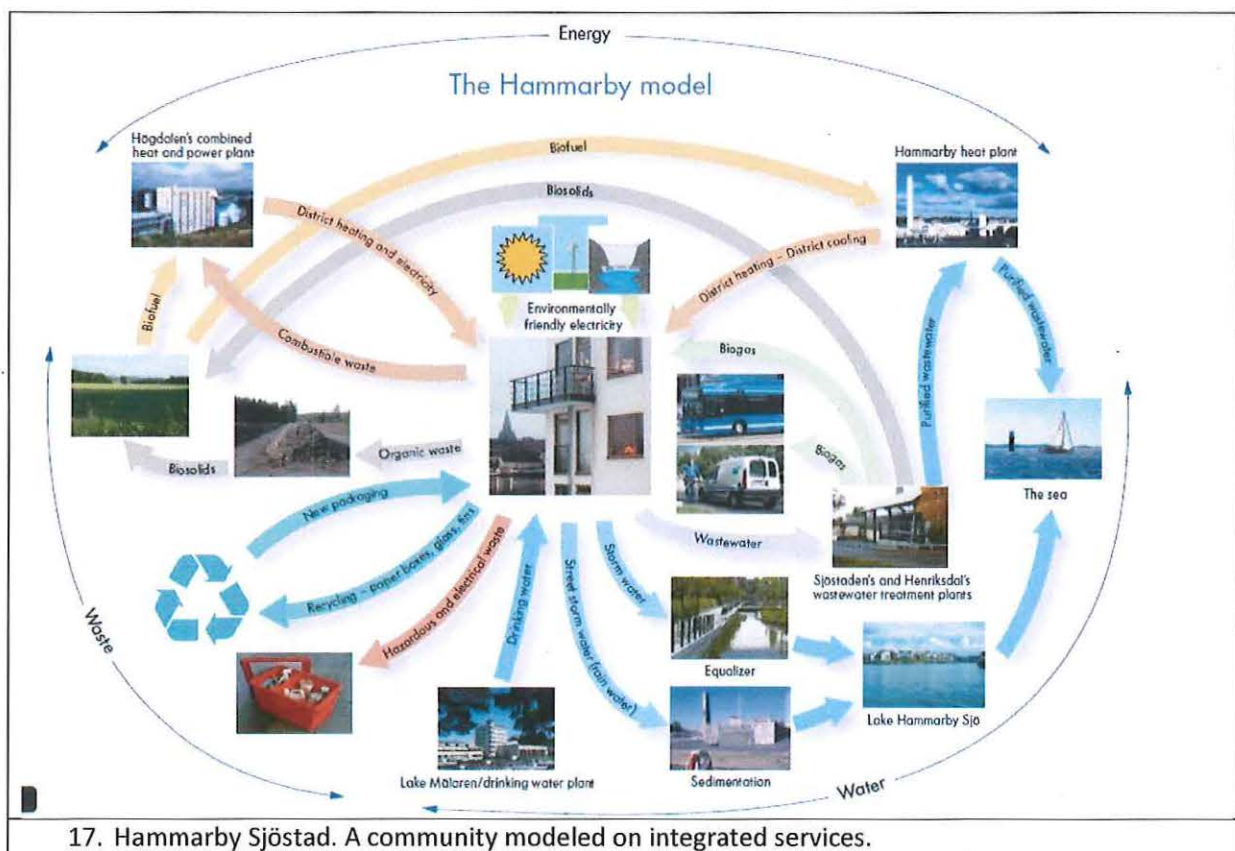 Energy
The Hammarby model
Högdalen's combined
heat and power plant
Hammarby heat plant
Biofuel
Biosolids
District heating and electricity
District heating – District cooling
Environmentally
friendly electricity
Biofuel
Combustible waste
Biogas
Purified wastewater
Purified wastewater
Organic waste
Biosolids
Biogas
The sea
New packaging
Wastewater
Sjöstaden's and Henriksdal's
wastewater treatment plants
Recycling – paper boxes, glass, tins
Hazardous and electrical waste
Drinking water
Storm water
Street storm water (rain water)
Equalizer
Lake Hammarby Sjö
Waste
Lake Mälaren/drinking water plant
Sedimentation
Water
17. Hammarby Sjöstad. A community modeled on integrated services.